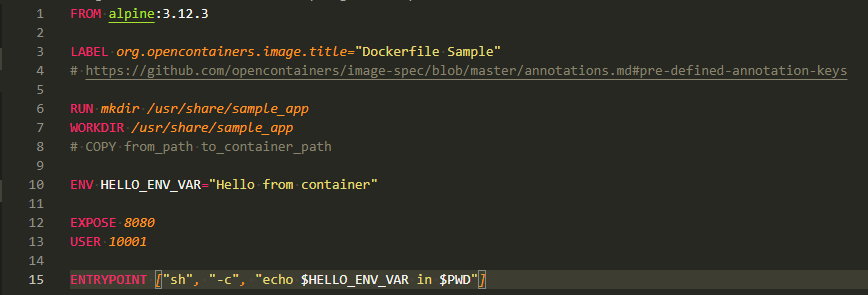 1 FROM alpine:3.12.3
2
3 LABEL org.opencontainers.image.title="Dockerfile Sample"
4 # https://github.com/opencontainers/image-spec/blob/master/annotations.md#pre-defined-annotation-keys
5
6 RUN mkdir /usr/share/sample_app
7 WORKDIR /usr/share/sample_app
8 # COPY from_path to_container_path
9
10 ENV HELLO_ENV_VAR="Hello from container"
11
12 EXPOSE 8080
13 USER 10001
14
15 ENTRYPOINT ["sh", "-c", "echo $HELLO_ENV_VAR in $PWD"]